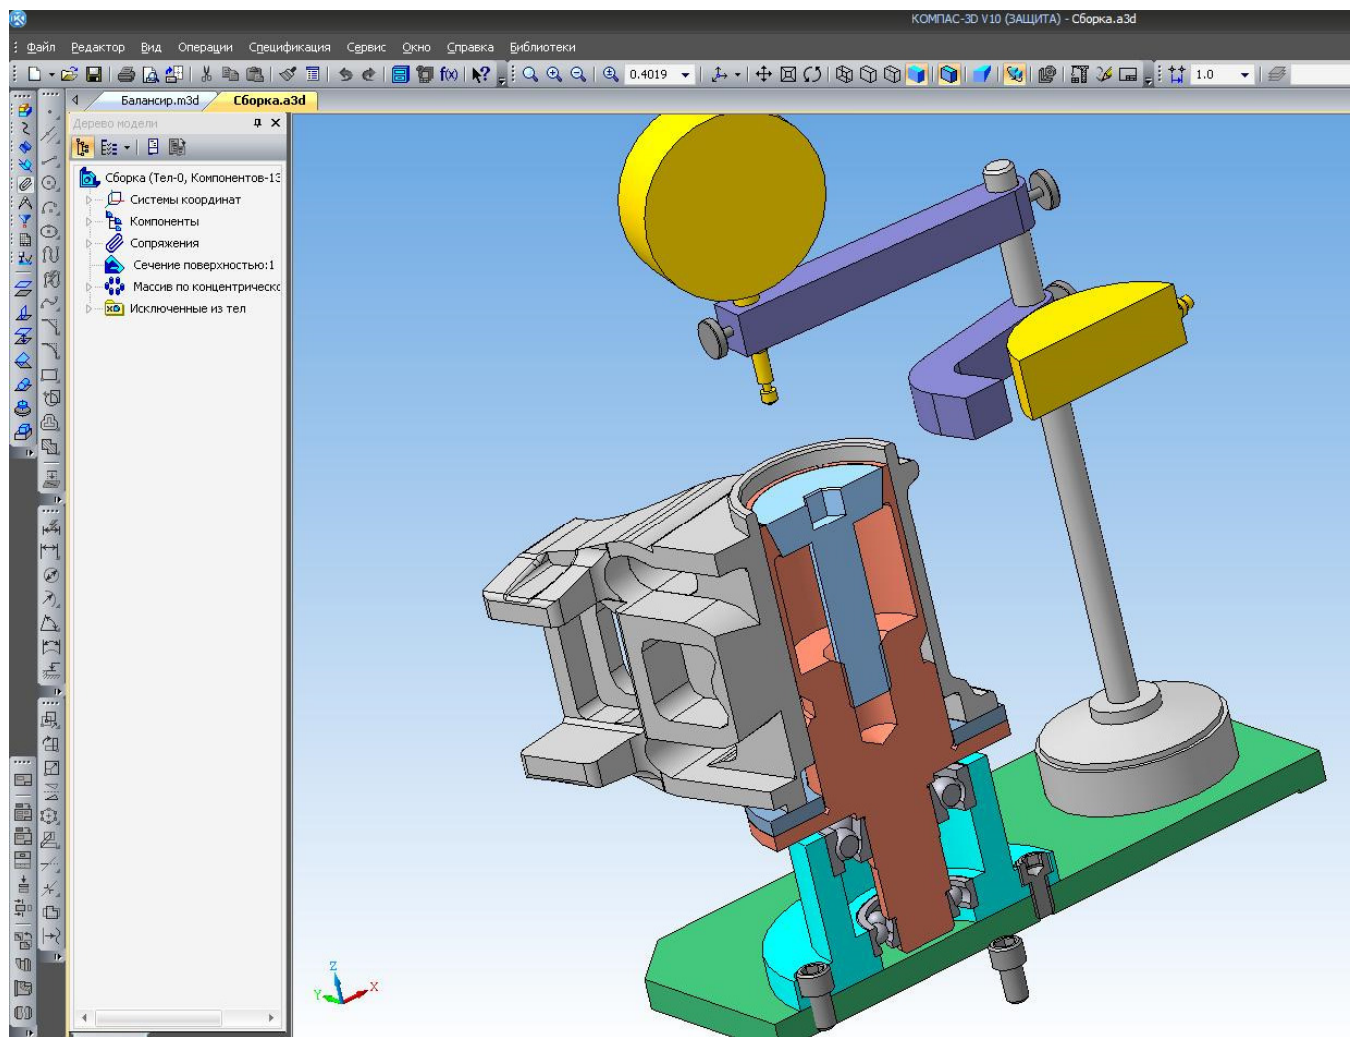 КОМПАС-3D V10 (ЗАЩИТА) - Сборка.a3d
Файл Редактор Вид Операции Спецификация Сервис Окно Справка Библиотеки
f(x) 0.4019 1.0
Балансир.m3d Сборка.a3d
Дерево модели
Сборка (Тел-0, Компонентов-13
Системы координат
Компоненты
Сопряжения
Сечение поверхностью:1
Массив по концентрическо
Исключенные из тел
Z
Y X